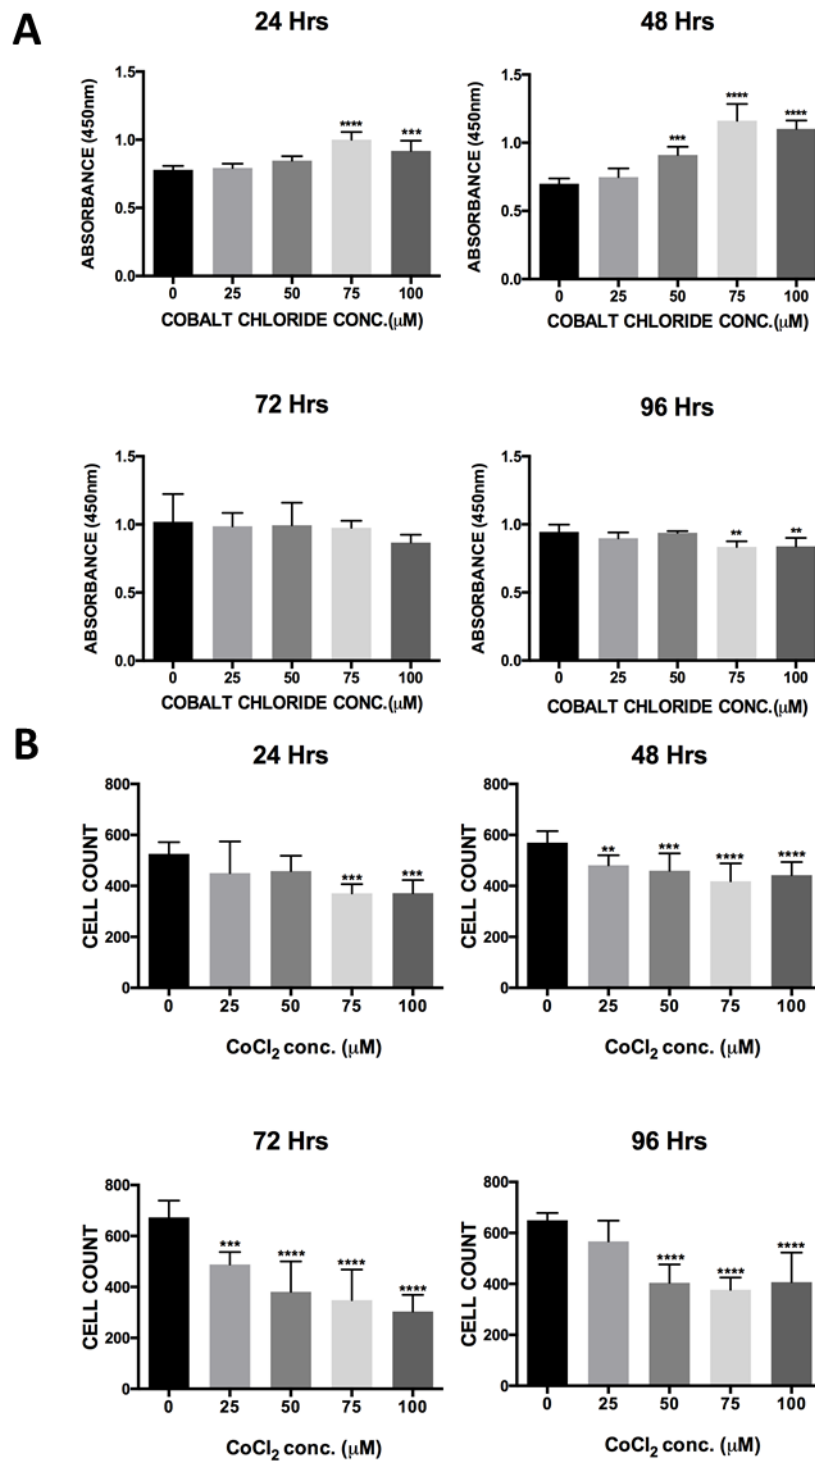 A
24 Hrs
ABSORBANCE (450nm)
1.5
1.0
0.5
0.0
****
***
0 25 50 75 100
COBALT CHLORIDE CONC.(μM)
48 Hrs
ABSORBANCE (450nm)
1.5
1.0
0.5
0.0
***
****
****
0 25 50 75 100
COBALT CHLORIDE CONC.(μM)
72 Hrs
ABSORBANCE (450nm)
1.5
1.0
0.5
0.0
0 25 50 75 100
COBALT CHLORIDE CONC.(μM)
96 Hrs
ABSORBANCE (450nm)
1.5
1.0
0.5
0.0
**
**
0 25 50 75 100
COBALT CHLORIDE CONC.(μM)
B
24 Hrs
CELL COUNT
800
600
400
200
0
***
***
0 25 50 75 100
CoCl₂ conc. (μM)
48 Hrs
CELL COUNT
800
600
400
200
0
**
***
****
****
0 25 50 75 100
CoCl₂ conc. (μM)
72 Hrs
CELL COUNT
800
600
400
200
0
***
****
****
****
0 25 50 75 100
CoCl₂ conc. (μM)
96 Hrs
CELL COUNT
800
600
400
200
0
****
****
****
0 25 50 75 100
CoCl₂ conc. (μM)